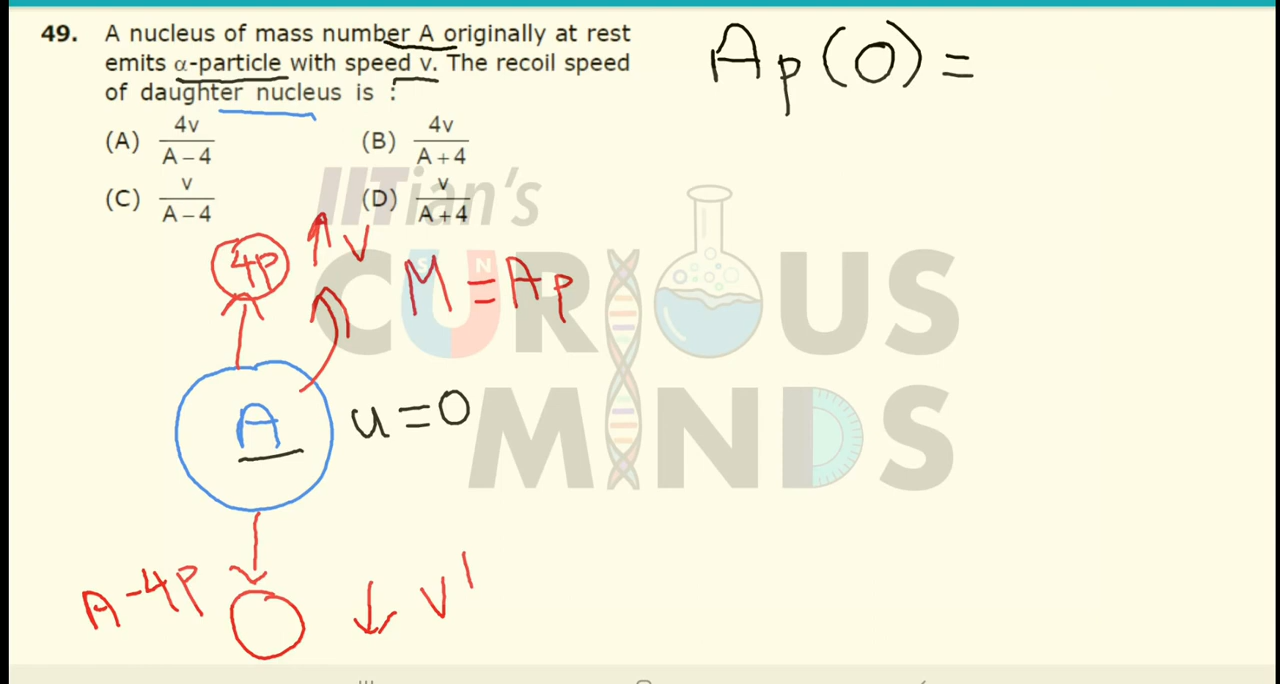 49. A nucleus of mass number A originally at rest
emits α-particle with speed v. The recoil speed
of daughter nucleus is :
(A) 4v / A – 4 (B) 4v / A + 4
(C) v / A – 4 (D) v / A + 4
Ap(0) =
IITian's
CURIOUS
MINDS
S N
4P ↑ V
M = Ap
A u = 0
A - 4P ↓ v'